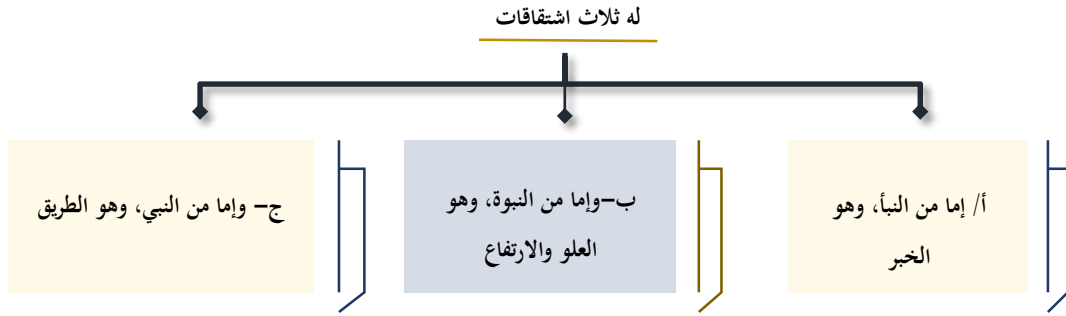 له ثلاث اشتقاقات
أ/ إما من النبأ، وهو
الخبر
ب–وإما من النبوة، وهو
العلو والارتفاع
ج– وإما من النبي، وهو الطريق